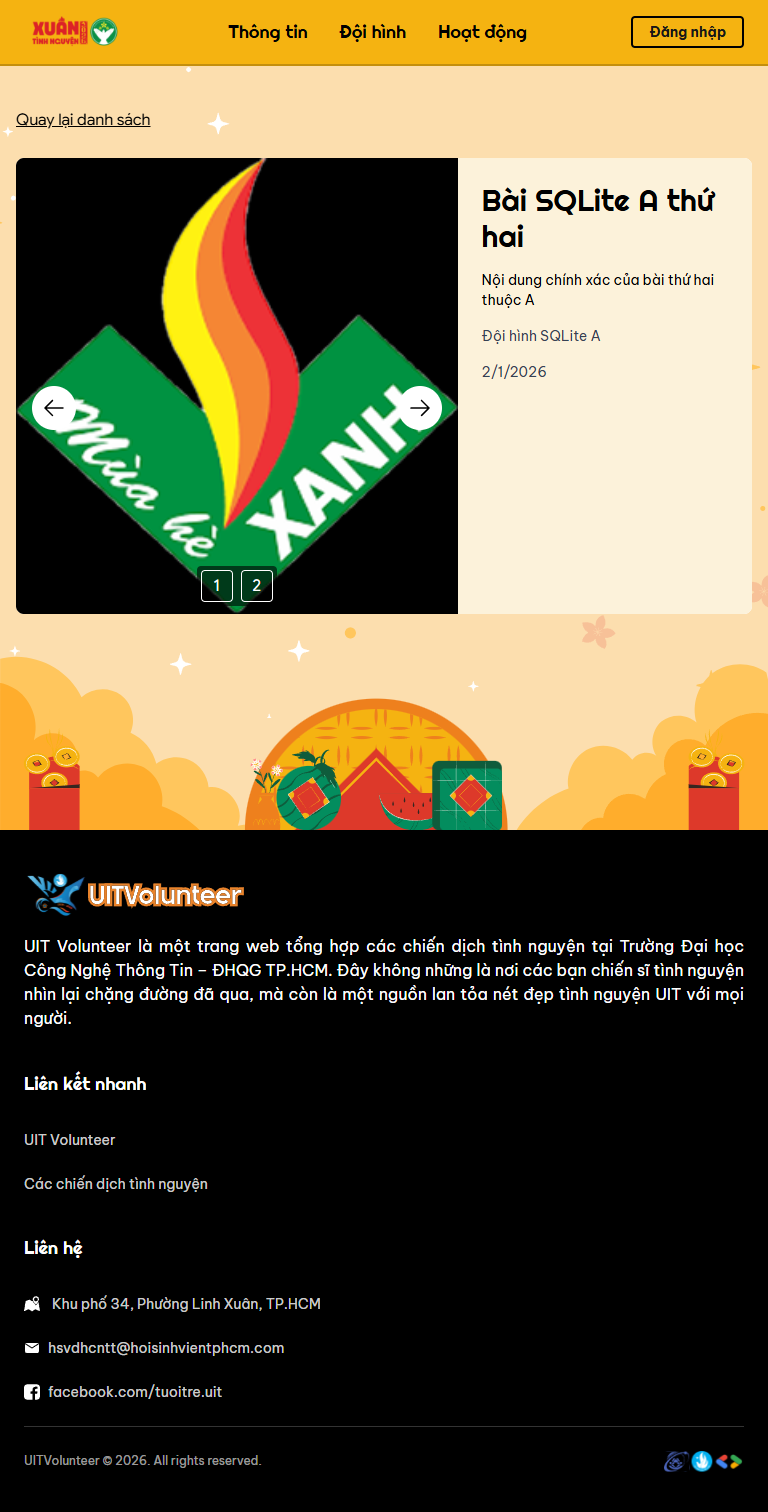 XUÂN
TÌNH NGUYỆN
Thông tin
Đội hình
Hoạt động
Đăng nhập
Quay lại danh sách
Mùa hè
XANH
1
2
Bài SQLite A thứ
hai
Nội dung chính xác của bài thứ hai
thuộc A
Đội hình SQLite A
2/1/2026
UITVolunteer
UIT Volunteer là một trang web tổng hợp các chiến dịch tình nguyện tại Trường Đại học
Công Nghệ Thông Tin – ĐHQG TP.HCM. Đây không những là nơi các bạn chiến sĩ tình nguyện
nhìn lại chặng đường đã qua, mà còn là một nguồn lan tỏa nét đẹp tình nguyện UIT với mọi
người.
Liên kết nhanh
UIT Volunteer
Các chiến dịch tình nguyện
Liên hệ
Khu phố 34, Phường Linh Xuân, TP.HCM
hsvdhcntt@hoisinhvientphcm.com
facebook.com/tuoitre.uit
UITVolunteer © 2026. All rights reserved.